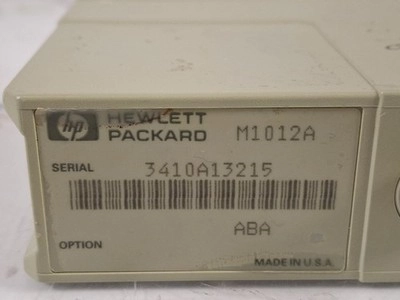 hp HEWLETT
PACKARD M1012A
SERIAL 3410A13215
ABA
OPTION
MADE IN U.S.A